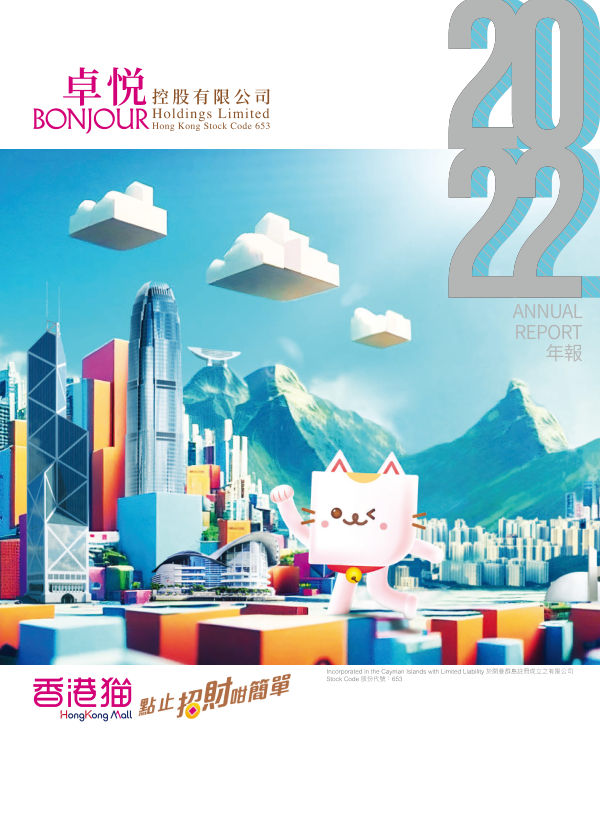 2022
ANNUAL
REPORT
年報
卓悦
BONJOUR
控股有限公司
Holdings Limited
Hong Kong Stock Code 653
Incorporated in the Cayman Islands with Limited Liability 於開曼群島註冊成立之有限公司
Stock Code 股份代號：653
香港猫
HongKong Mall
點止招財咁簡單